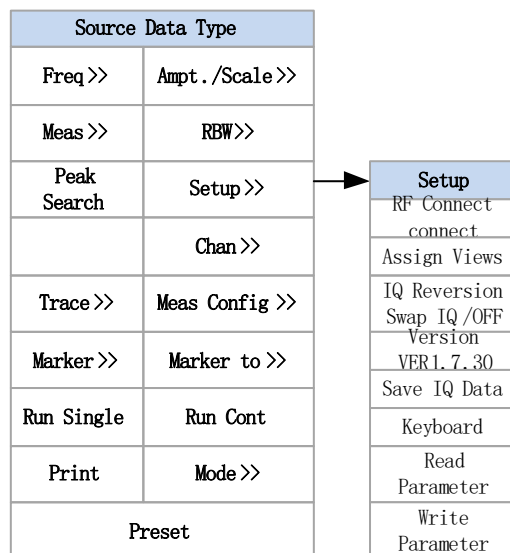 Source Data Type
Freq>> Ampt./Scale>>
Meas>> RBW>>
Peak
Search
Setup>>
Chan>>
Trace>> Meas Config >>
Marker>> Marker to >>
Run Single Run Cont
Print Mode>>
Preset
Setup
RF Connect
connect
Assign Views
IQ Reversion
Swap IQ/OFF
Version
VER1.7.30
Save IQ Data
Keyboard
Read
Parameter
Write
Parameter